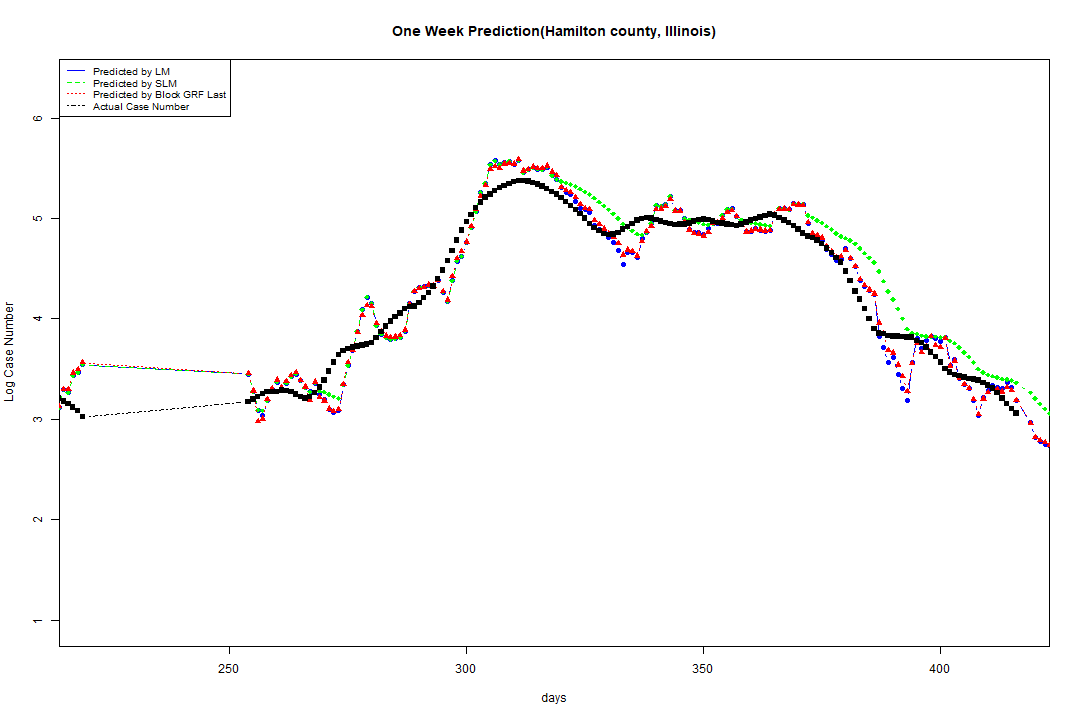 One Week Prediction(Hamilton county, Illinois)
Predicted by LM
Predicted by SLM
Predicted by Block GRF Last
Actual Case Number
6
5
4
3
2
1
Log Case Number
250 300 350 400
days